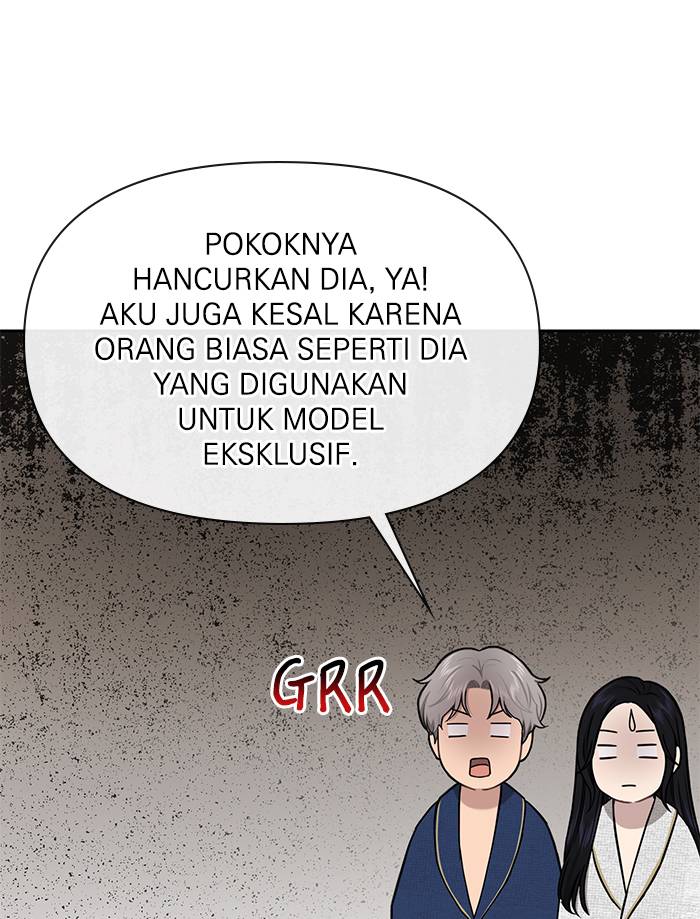 POKOKNYA
HANCURKAN DIA, YA!
AKU JUGA KESAL KARENA
ORANG BIASA SEPERTI DIA
YANG DIGUNAKAN
UNTUK MODEL
EKSKLUSIF.
GRR